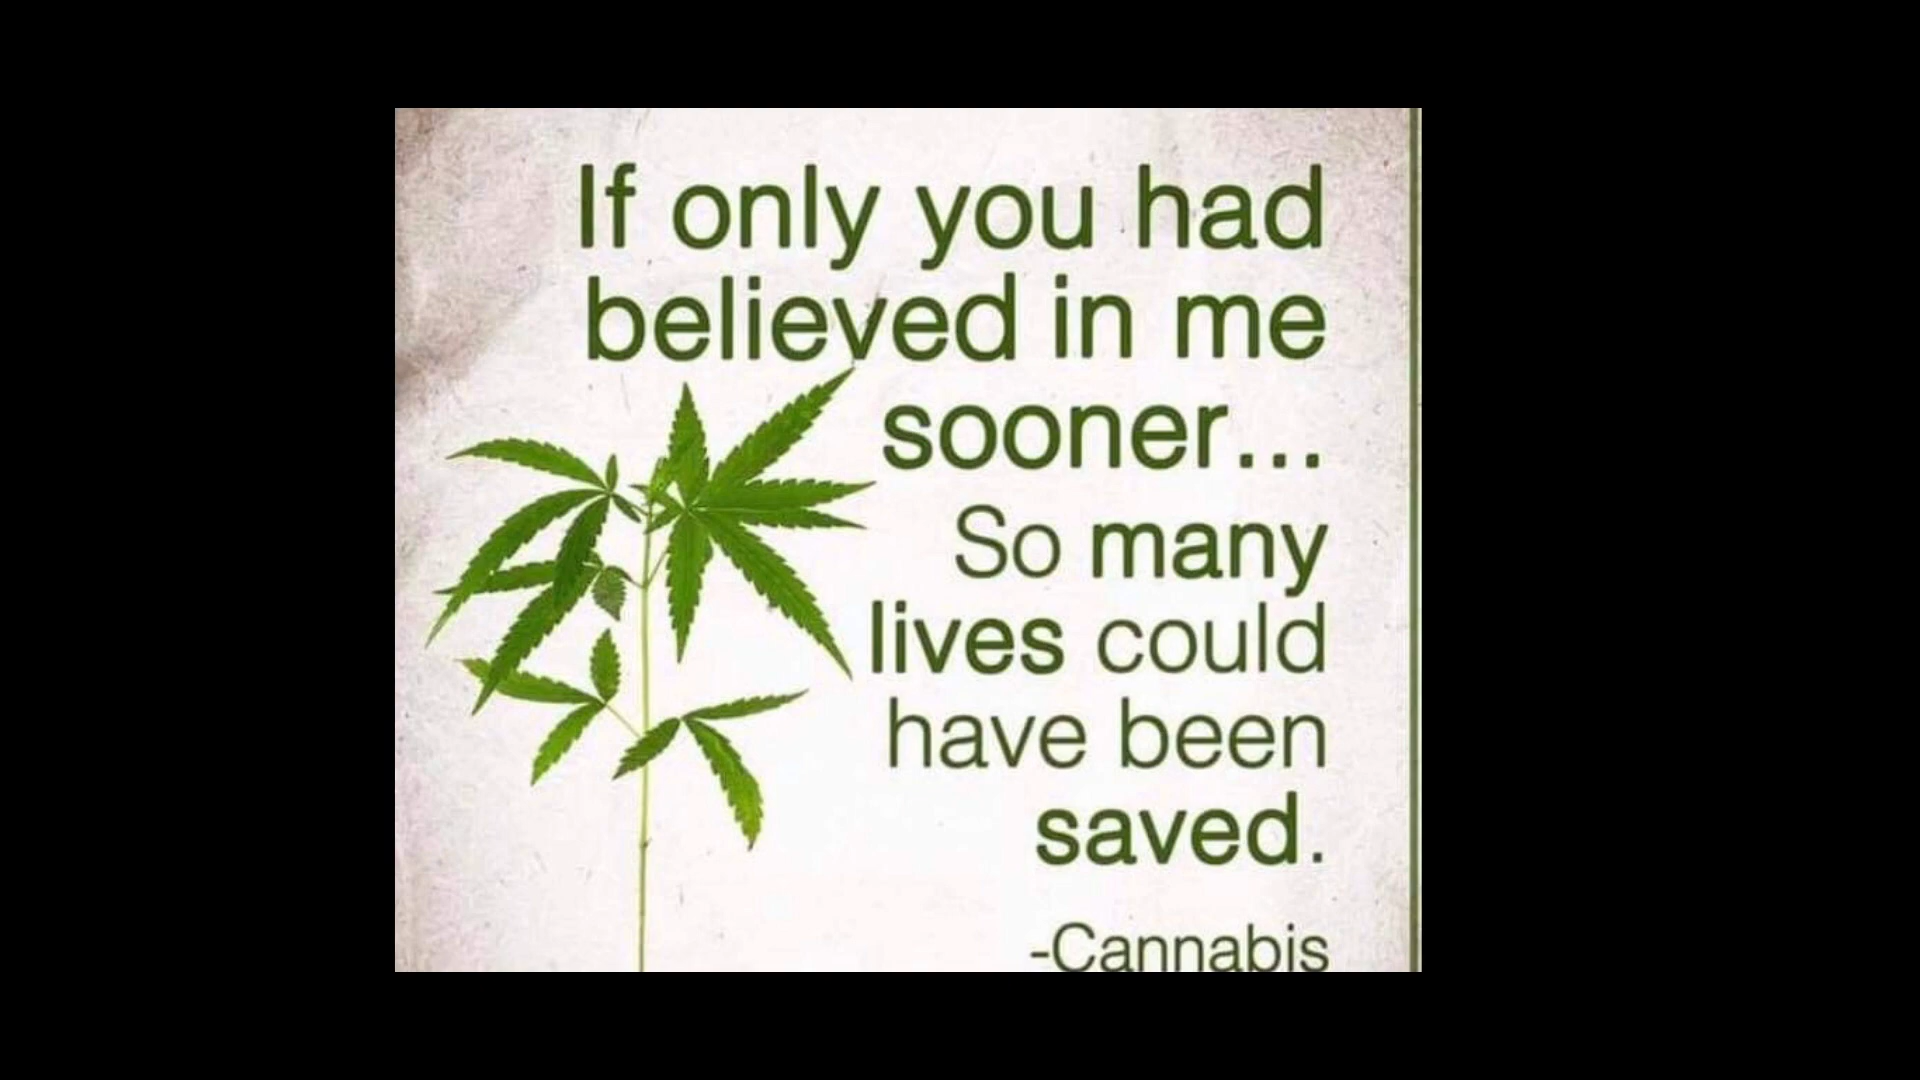 If only you had
believed in me
sooner...
So many
lives could
have been
saved.
-Cannabis